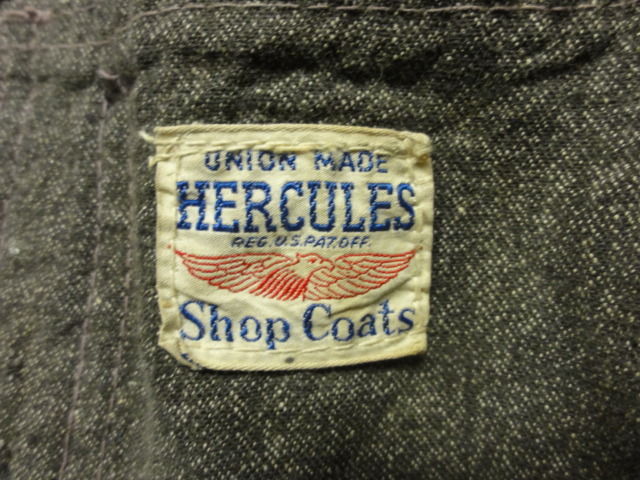 UNION MADE
HERCULES
REG. U.S. PAT. OFF.
Shop Coats